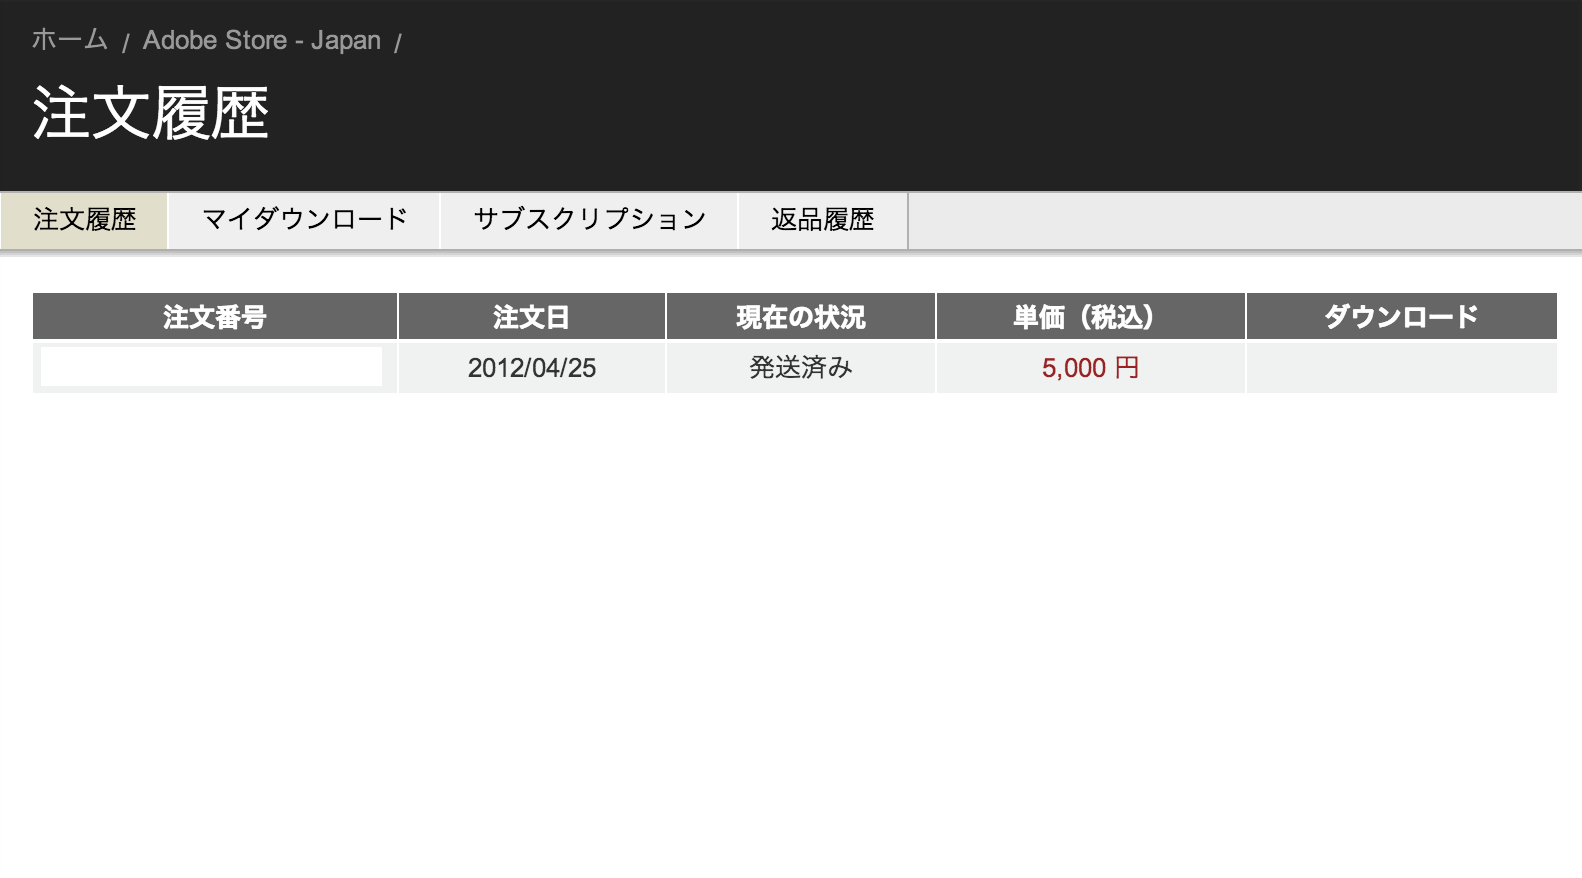 ホーム / Adobe Store - Japan /
注文履歴
注文履歴 マイダウンロード サブスクリプション 返品履歴
注文番号 注文日 現在の状況 単価（税込） ダウンロード
2012/04/25 発送済み 5,000 円